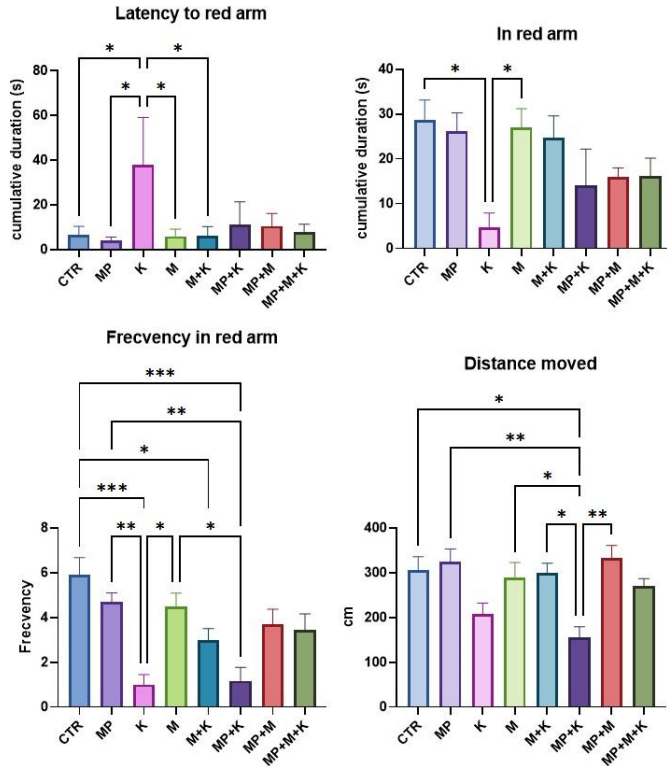 Latency to red arm
cumulative duration (s)
80
60
40
20
0
* *
* *
CTR MP K M M+K MP+K MP+M MP+M+K
In red arm
cumulative duration (s)
40
30
20
10
0
* *
CTR MP K M M+K MP+K MP+M MP+M+K
Frecvency in red arm
***
**
*
***
** * *
Frecvency
8
6
4
2
0
CTR MP K M M+K MP+K MP+M MP+M+K
Distance moved
*
**
*
* **
cm
400
300
200
100
0
CTR MP K M M+K MP+K MP+M MP+M+K